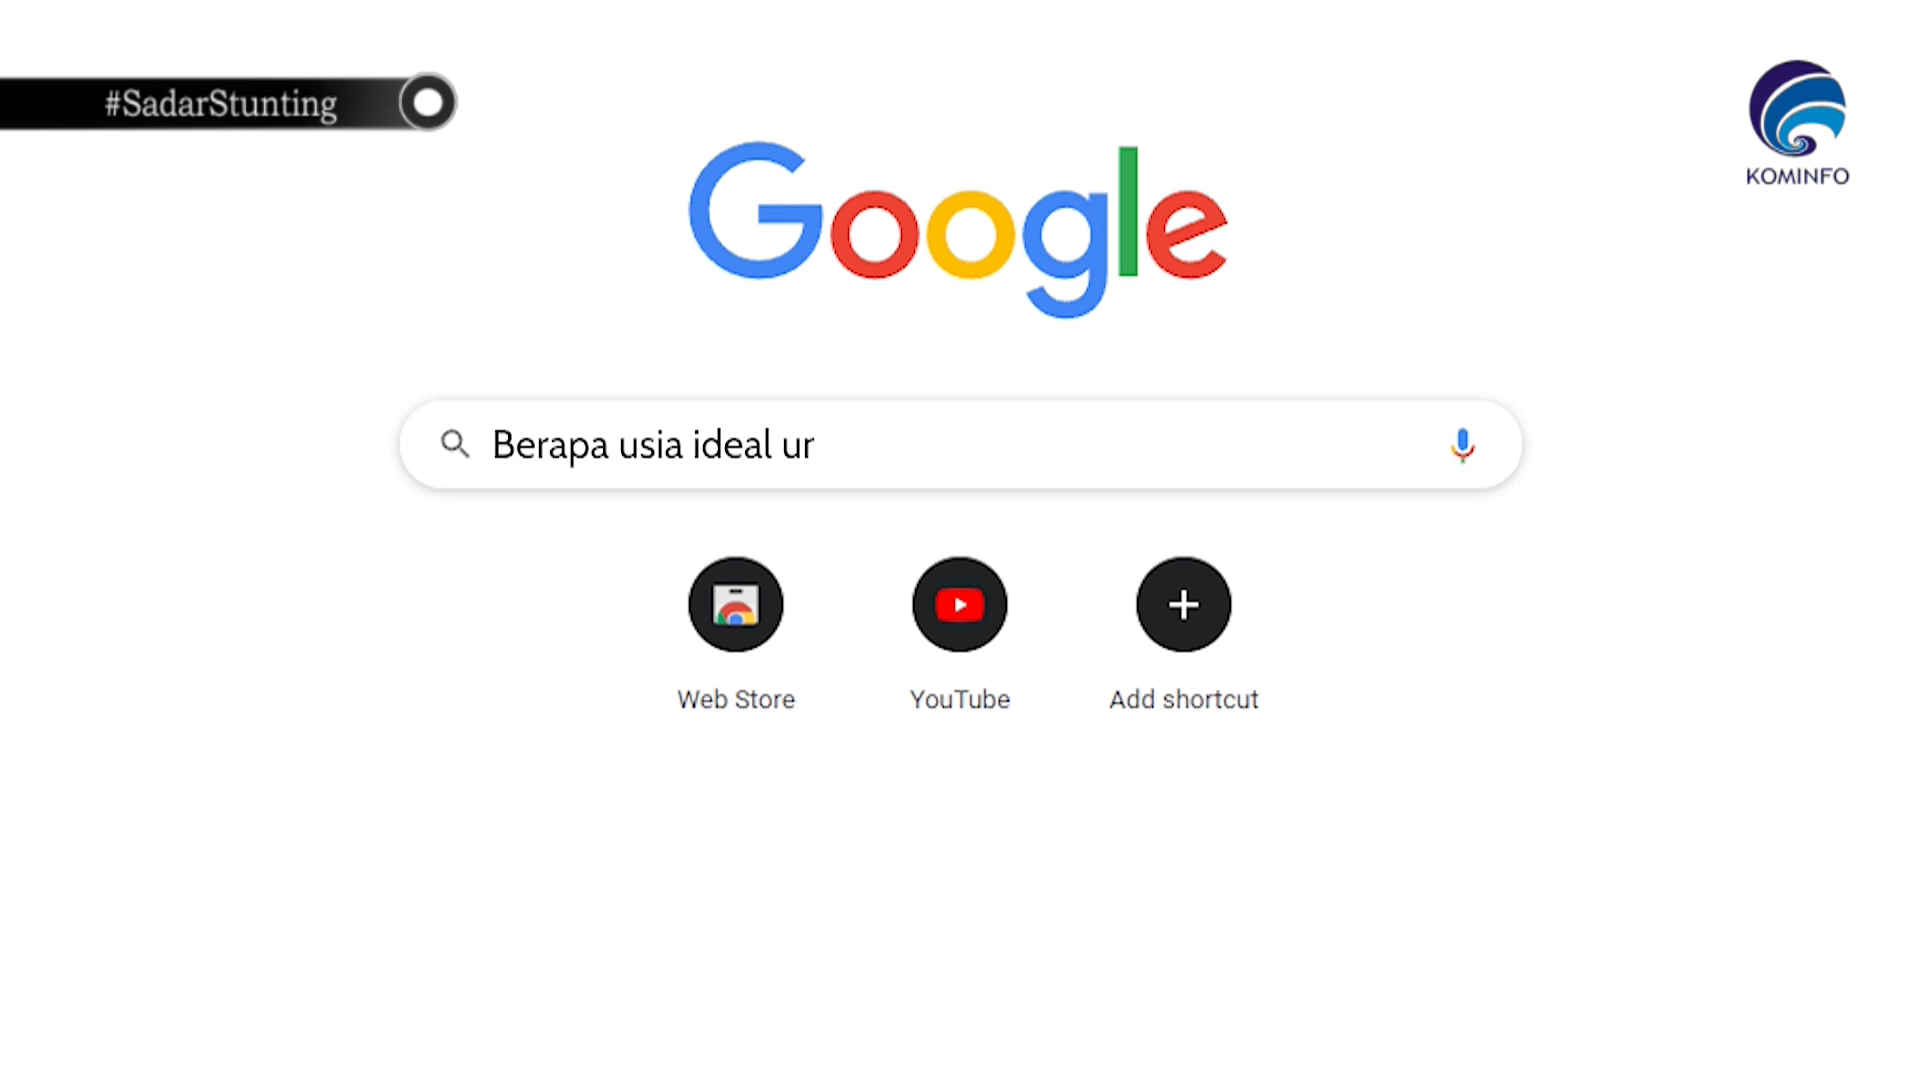 #SadarStunting
KOMINFO
Google
Berapa usia ideal ur
Web Store
YouTube
Add shortcut